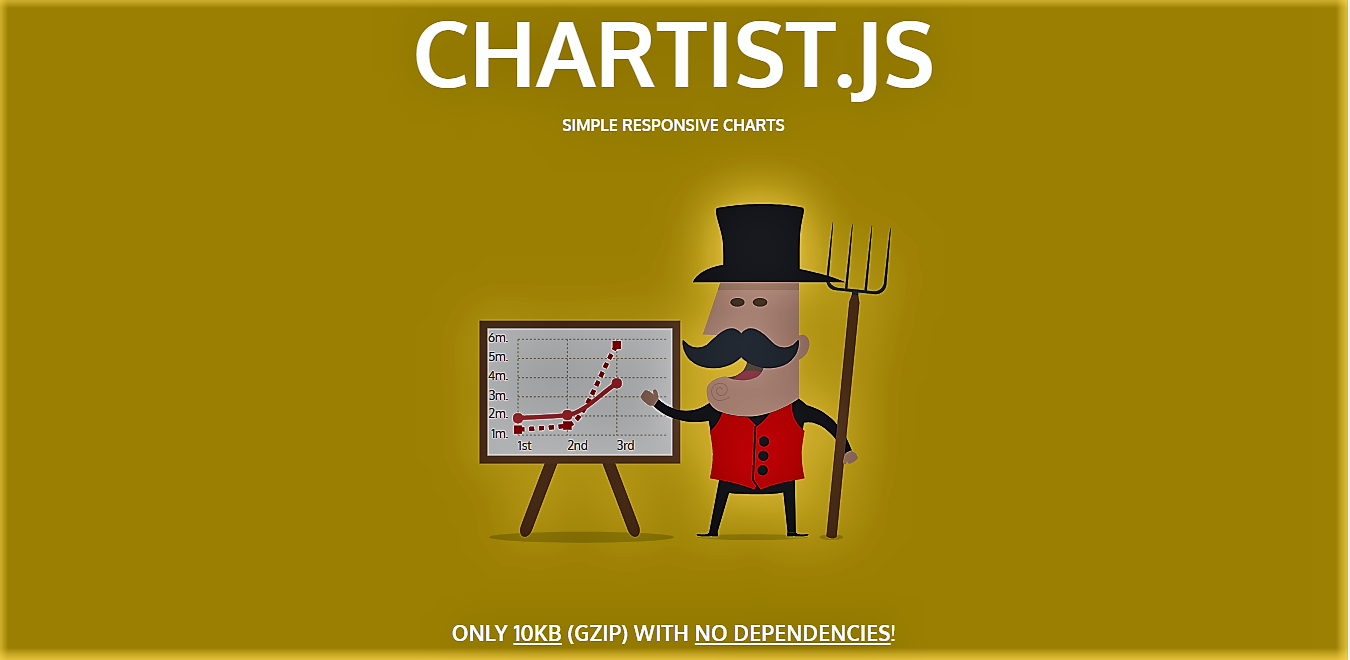 CHARTIST.JS
SIMPLE RESPONSIVE CHARTS
6m.
5m.
4m.
3m.
2m.
1m.
1st 2nd 3rd
ONLY 10KB (GZIP) WITH NO DEPENDENCIES!